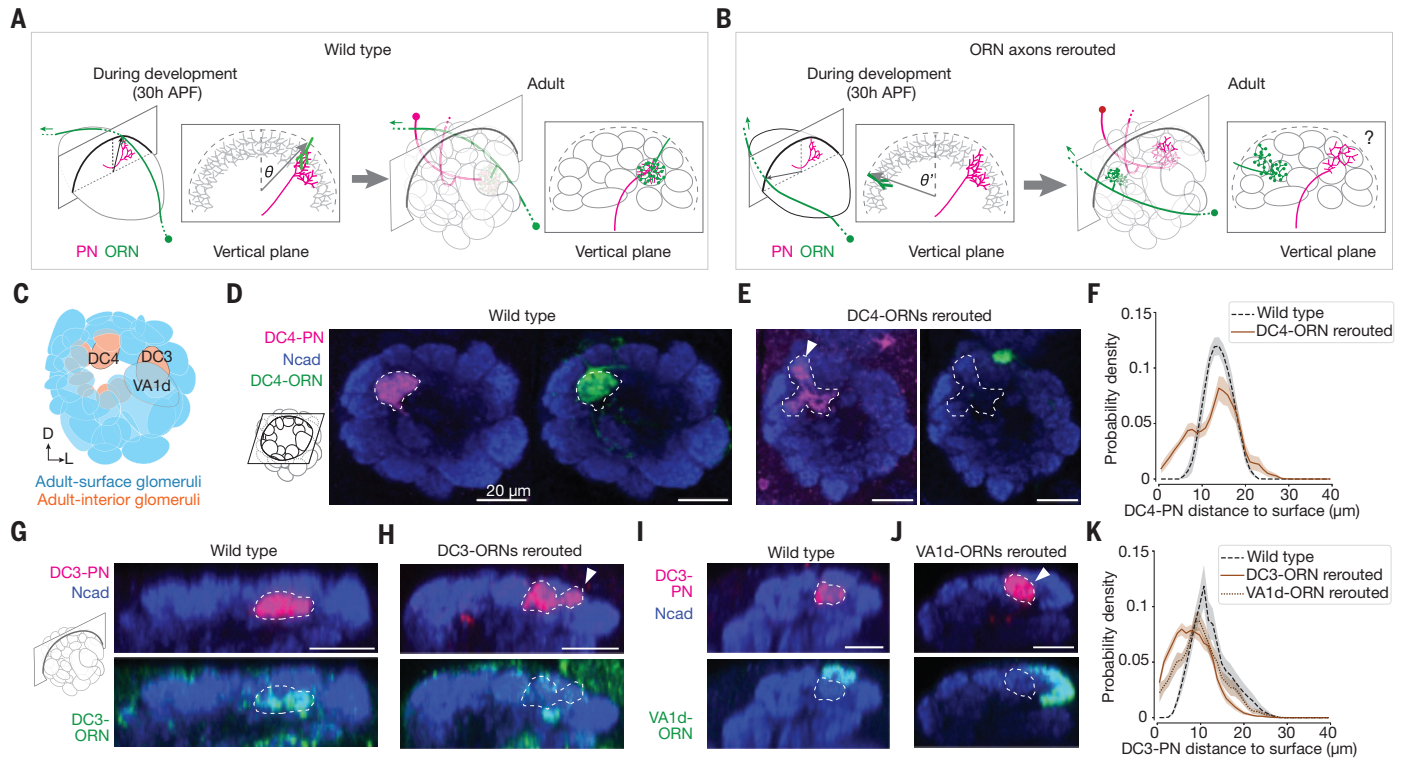 A
Wild type
During development
(30h APF)
Adult
θ
PN ORN
Vertical plane
Vertical plane
B
ORN axons rerouted
During development
(30h APF)
Adult
θ'
?
PN ORN
Vertical plane
Vertical plane
C
DC4
DC3
VA1d
D
L
Adult-surface glomeruli
Adult-interior glomeruli
D
Wild type
DC4-PN
Ncad
DC4-ORN
20 µm
E
DC4-ORNs rerouted
F
Wild type
DC4-ORN rerouted
Probability density
0.15
0.1
0.05
0
0 10 20 30 40
DC4-PN distance to surface (µm)
G
Wild type
DC3-PN
Ncad
DC3-
ORN
H
DC3-ORNs rerouted
I
Wild type
DC3-
PN
Ncad
VA1d-
ORN
J
VA1d-ORNs rerouted
K
Wild type
DC3-ORN rerouted
VA1d-ORN rerouted
Probability density
0.15
0.1
0.05
0
0 10 20 30 40
DC3-PN distance to surface (µm)